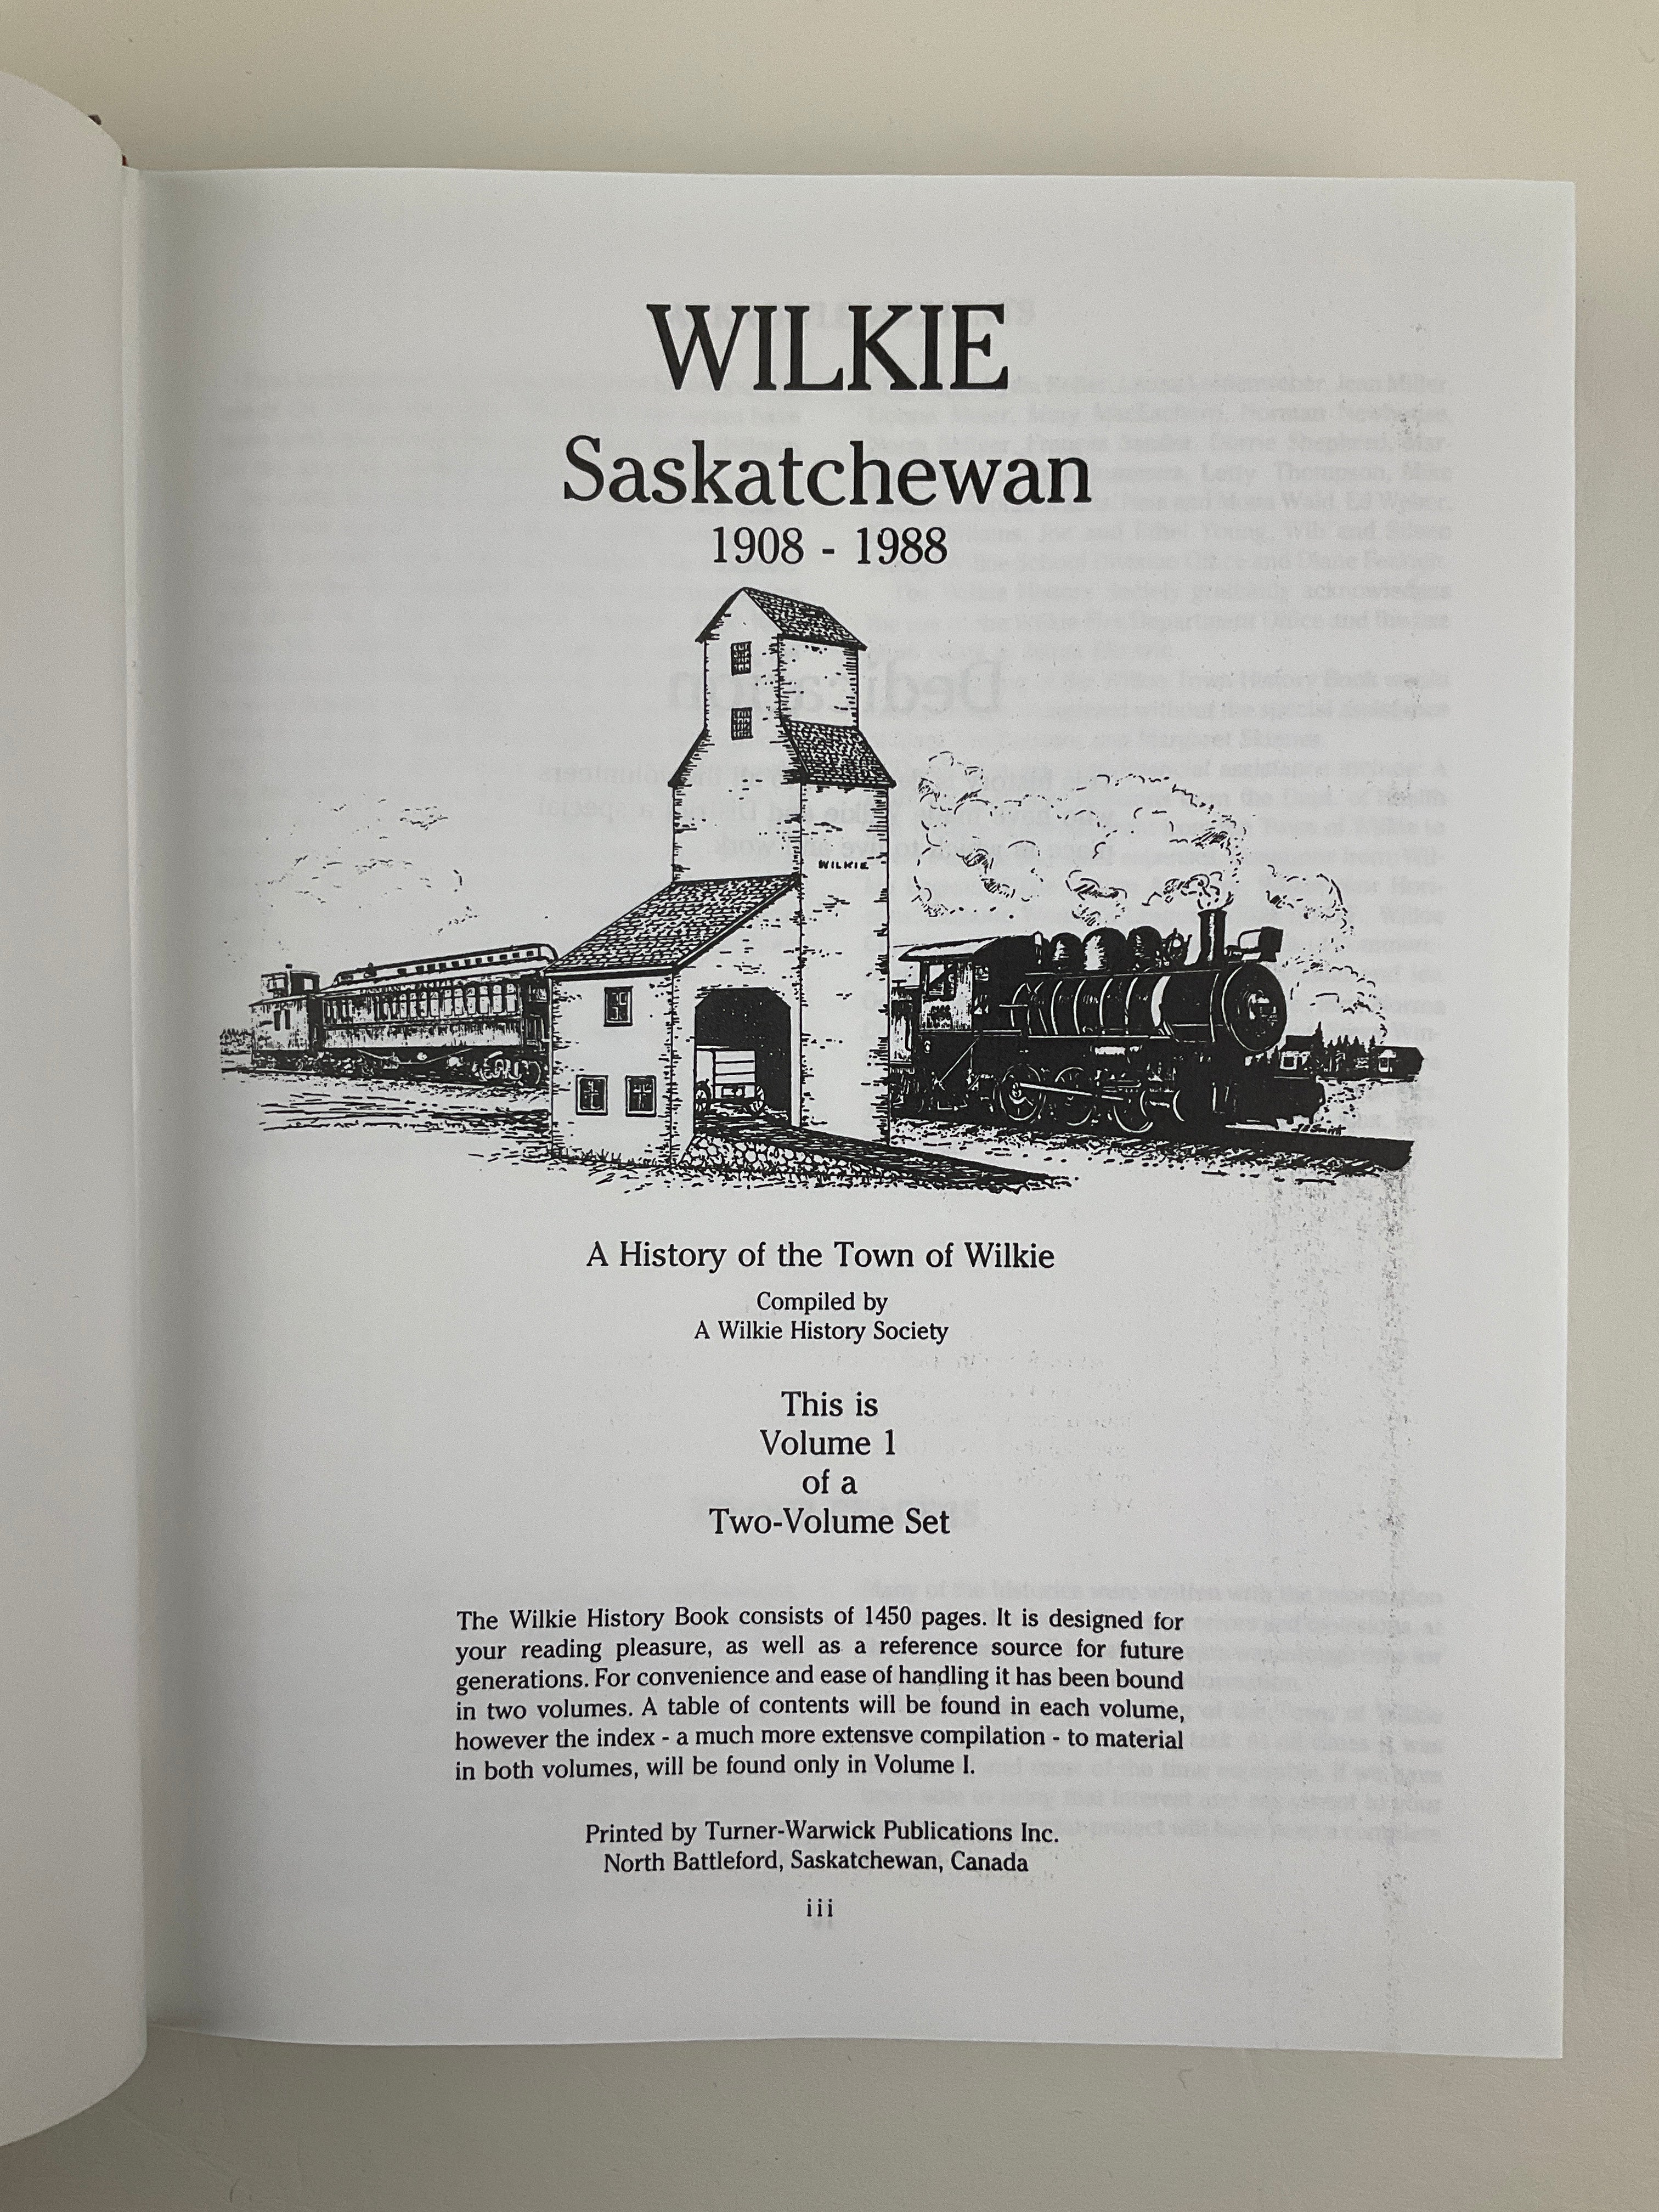 WILKIE
Saskatchewan
1908 - 1988
WILKIE
A History of the Town of Wilkie
Compiled by
A Wilkie History Society
This is
Volume 1
of a
Two-Volume Set
The Wilkie History Book consists of 1450 pages. It is designed for
your reading pleasure, as well as a reference source for future
generations. For convenience and ease of handling it has been bound
in two volumes. A table of contents will be found in each volume,
however the index - a much more extensve compilation - to material
in both volumes, will be found only in Volume I.
Printed by Turner-Warwick Publications Inc.
North Battleford, Saskatchewan, Canada
iii